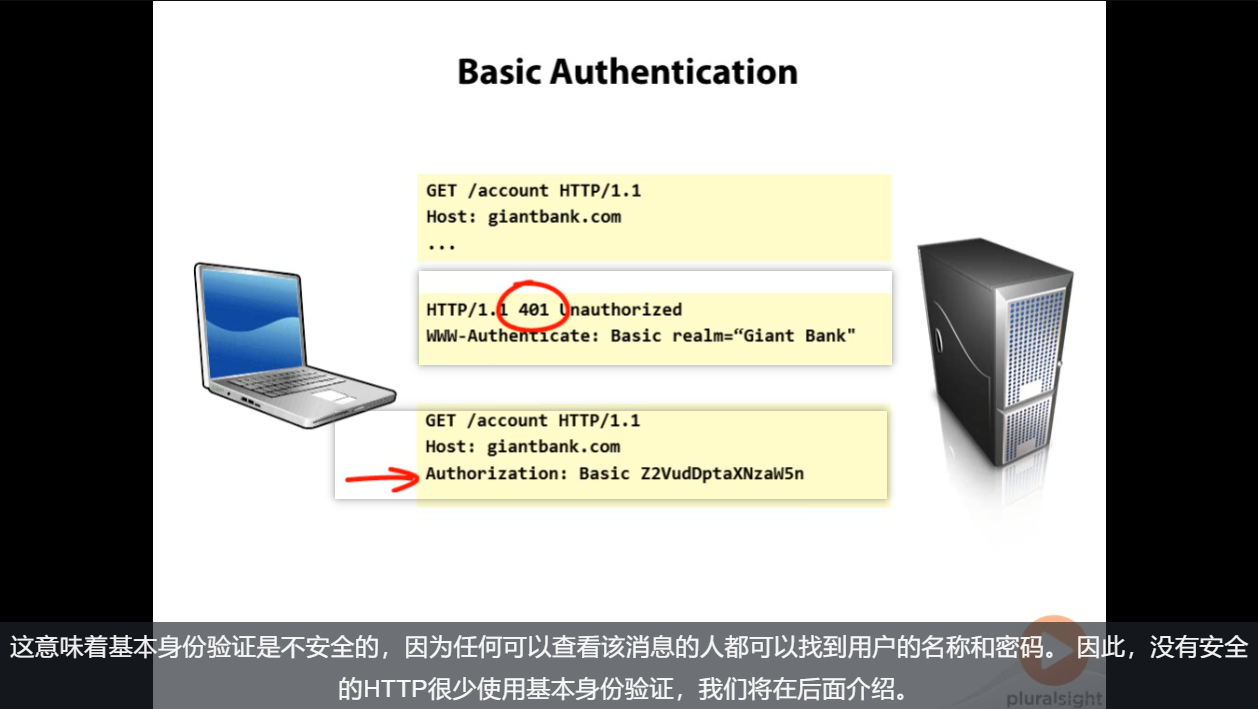 Basic Authentication
GET /account HTTP/1.1
Host: giantbank.com
...
HTTP/1.1 401 Unauthorized
WWW-Authenticate: Basic realm=“Giant Bank"
GET /account HTTP/1.1
Host: giantbank.com
Authorization: Basic Z2VudDptaXNzaW5n
这意味着基本身份验证是不安全的，因为任何可以查看该消息的人都可以找到用户的名称和密码。 因此，没有安全
的HTTP很少使用基本身份验证，我们将在后面介绍。
pluralsight